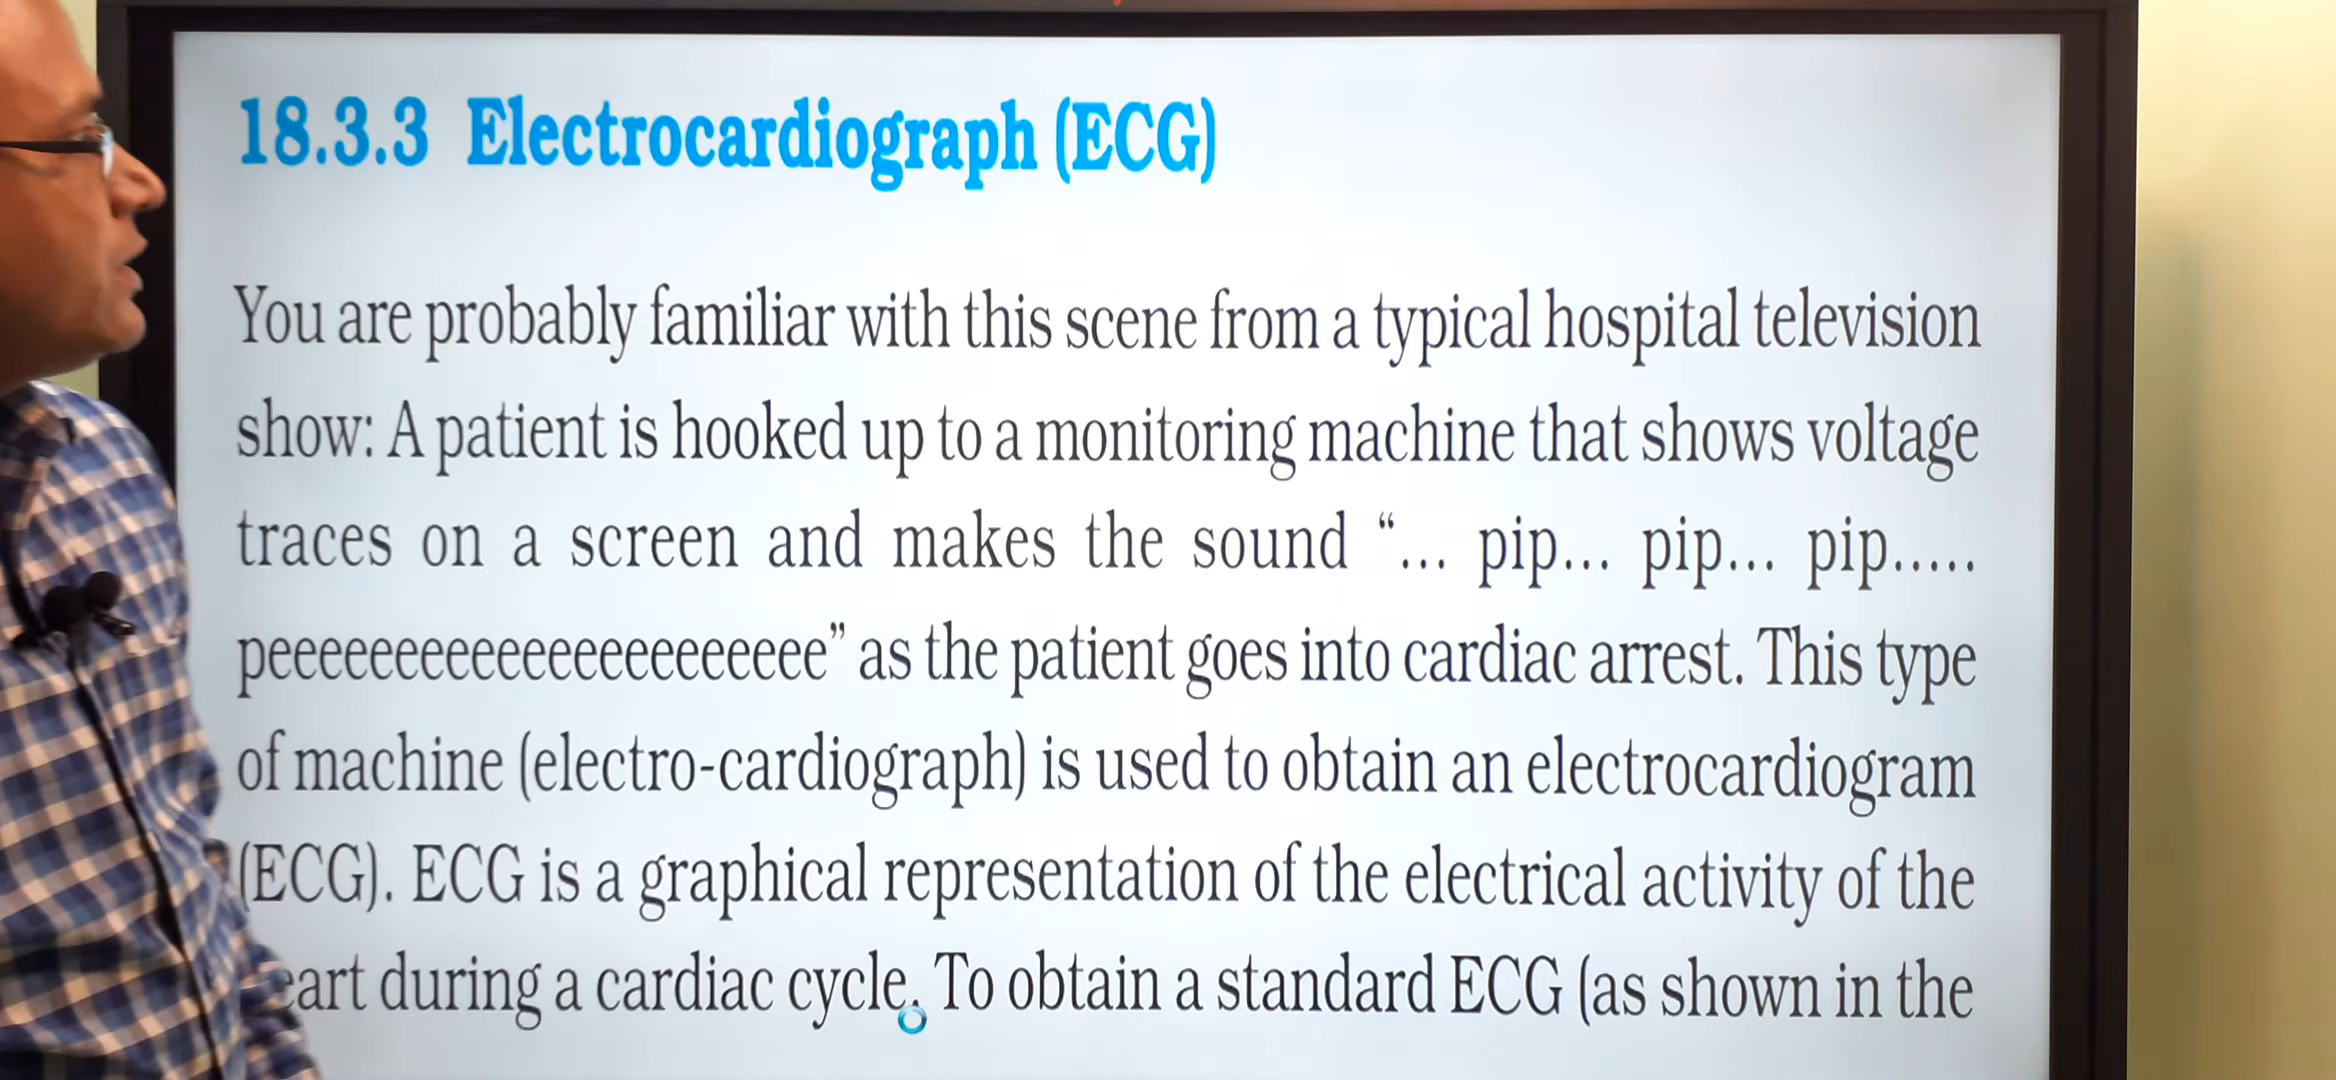 18.3.3 Electrocardiograph (ECG)
You are probably familiar with this scene from a typical hospital television
show: A patient is hooked up to a monitoring machine that shows voltage
traces on a screen and makes the sound “... pip... pip... pip.....
peeeeeeeeeeeeeeeeeeeeee” as the patient goes into cardiac arrest. This type
of machine (electro-cardiograph) is used to obtain an electrocardiogram
(ECG). ECG is a graphical representation of the electrical activity of the
eart during a cardiac cycle. To obtain a standard ECG (as shown in the